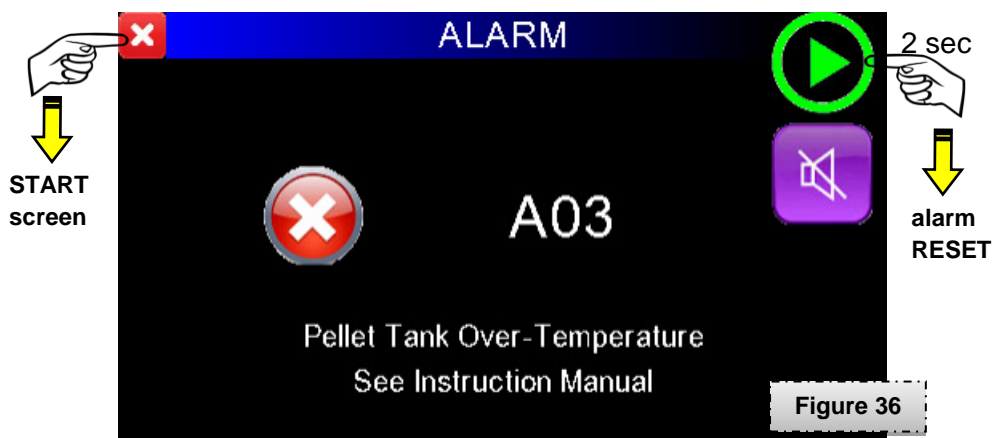 ALARM
2 sec
START
screen
A03
alarm
RESET
Pellet Tank Over-Temperature
See Instruction Manual
Figure 36